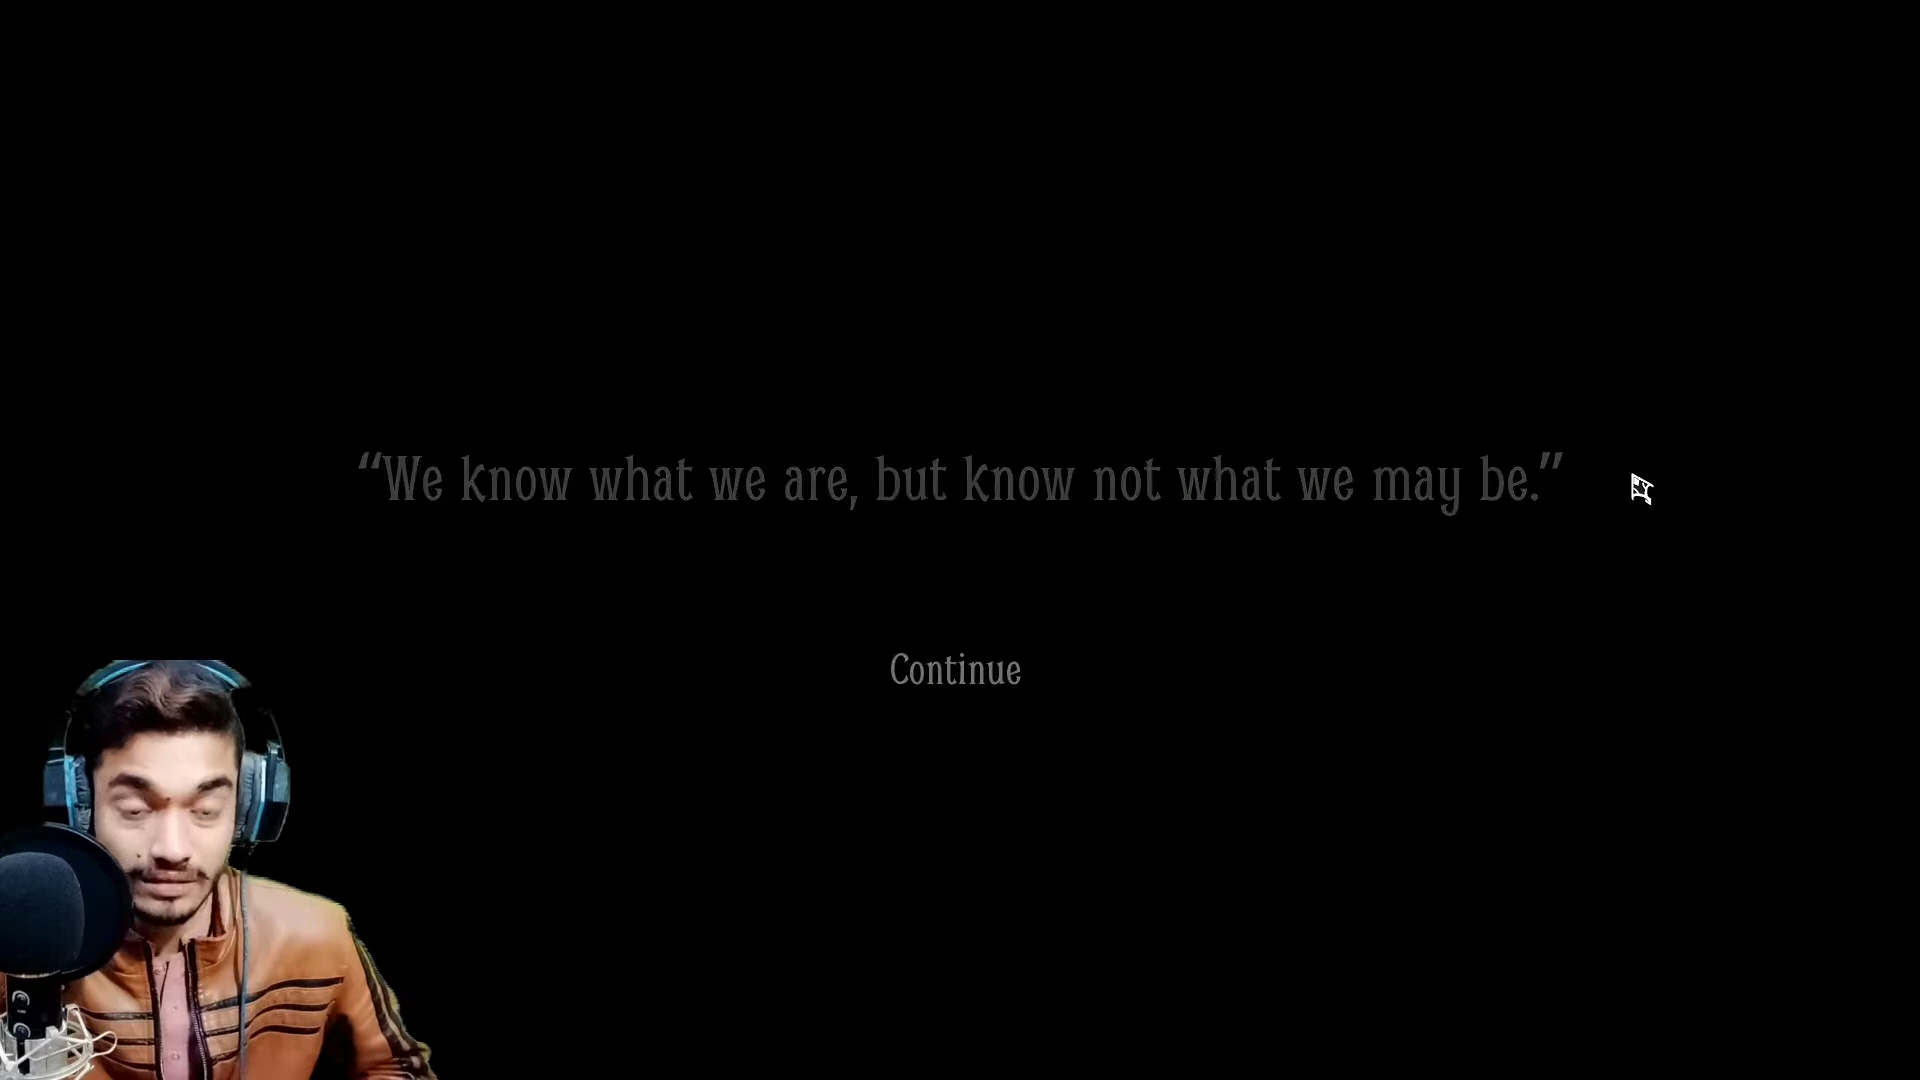 “We know what we are, but know not what we may be.”
Continue